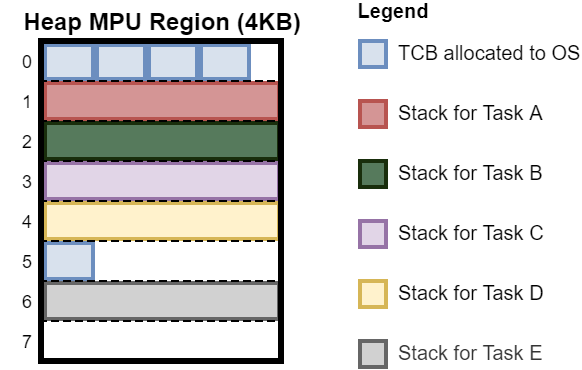 Heap MPU Region (4KB)
0
1
2
3
4
5
6
7
Legend
TCB allocated to OS
Stack for Task A
Stack for Task B
Stack for Task C
Stack for Task D
Stack for Task E